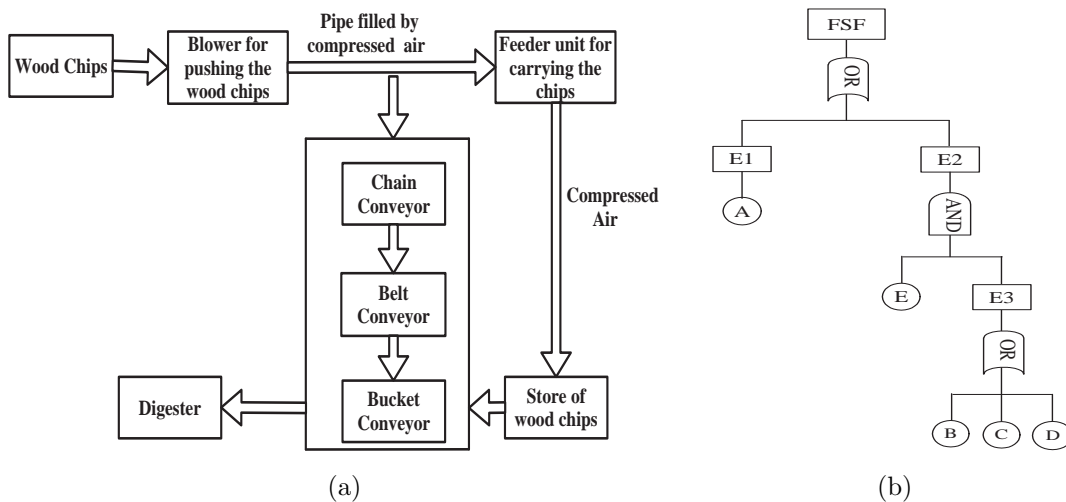 Wood Chips
Blower for
pushing the
wood chips
Pipe filled by
compressed air
Feeder unit for
carrying the
chips
Chain
Conveyor
Belt
Conveyor
Bucket
Conveyor
Compressed
Air
Store of
wood chips
Digester
(a)
FSF
OR
E1
E2
A
AND
E
E3
OR
B
C
D
(b)